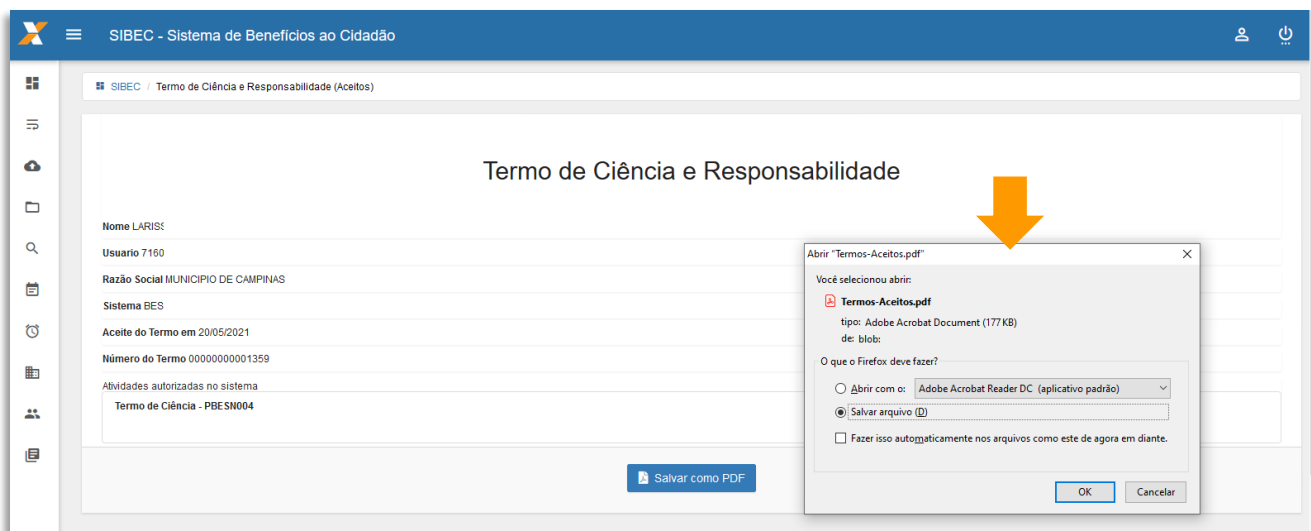 SIBEC - Sistema de Benefícios ao Cidadão
SIBEC / Termo de Ciência e Responsabilidade (Aceitos)
Termo de Ciência e Responsabilidade
Nome LARISS
Usuario 7160
Razão Social MUNICIPIO DE CAMPINAS
Sistema BES
Aceite do Termo em 20/05/2021
Número do Termo 00000000001359
Atividades autorizadas no sistema
Termo de Ciência - PBESN004
Salvar como PDF
Abrir "Termos-Aceitos.pdf"
Você selecionou abrir:
Termos-Aceitos.pdf
tipo: Adobe Acrobat Document (177 KB)
de: blob:
O que o Firefox deve fazer?
Abrir com o: Adobe Acrobat Reader DC (aplicativo padrão)
Salvar arquivo (D)
Fazer isso automaticamente nos arquivos como este de agora em diante.
OK Cancelar